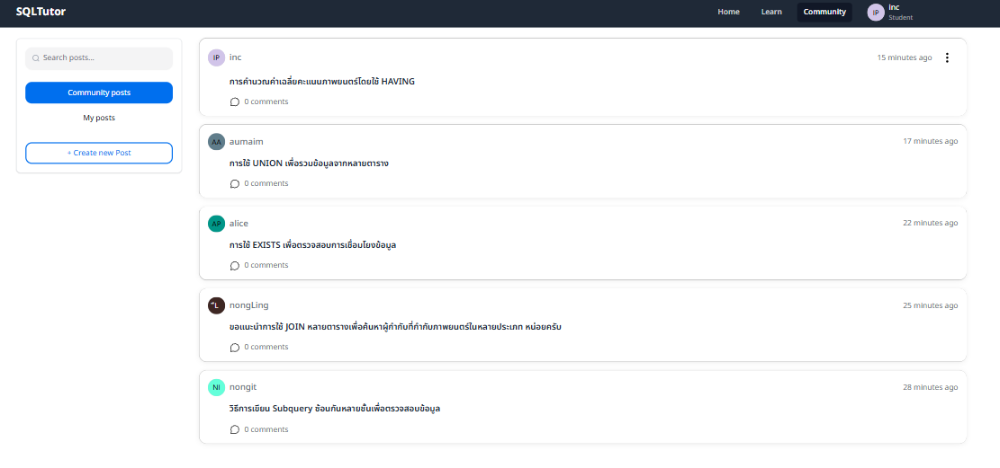 SQLTutor
Home
Learn
Community
IP
inc
Student
Search posts...
Community posts
My posts
+ Create new Post
IP
inc
15 minutes ago
การคำนวณค่าเฉลี่ยคะแนนภาพยนตร์โดยใช้ HAVING
0 comments
AA
aumaim
17 minutes ago
การใช้ UNION เพื่อรวมข้อมูลจากหลายตาราง
0 comments
AP
alice
22 minutes ago
การใช้ EXISTS เพื่อตรวจสอบการเชื่อมโยงข้อมูล
0 comments
nongLing
25 minutes ago
ขอแนะนำการใช้ JOIN หลายตารางเพื่อค้นหาผู้กำกับที่กำกับภาพยนตร์ในหลายประเภท หน่อยครับ
0 comments
NI
nongit
28 minutes ago
วิธีการเขียน Subquery ซ้อนกันหลายชั้นเพื่อตรวจสอบข้อมูล
0 comments